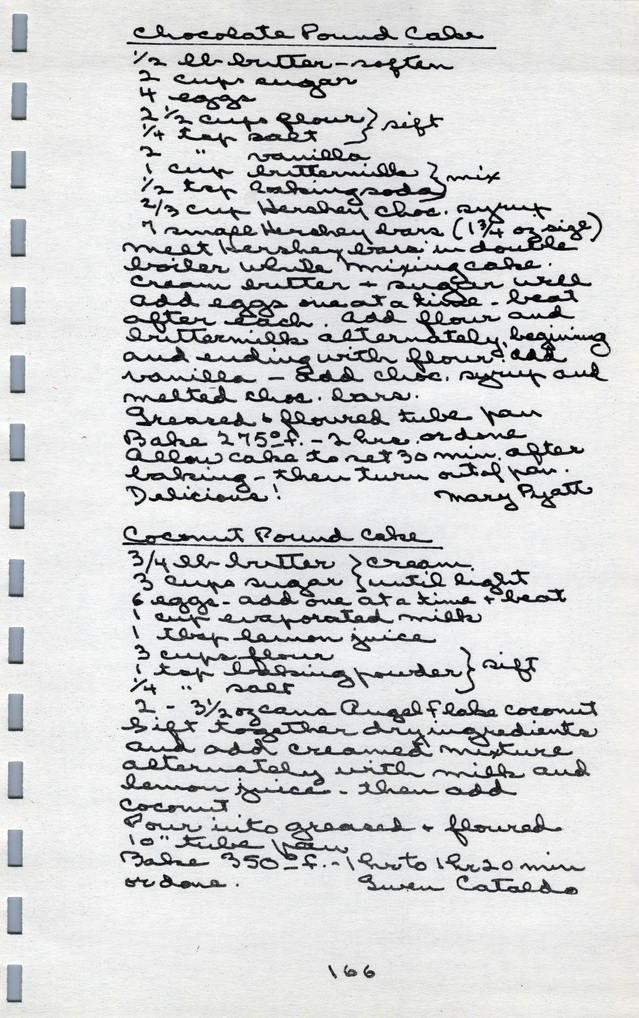 Chocolate Pound Cake
1/2 lb butter - soften
2 cups sugar
4 eggs
2 1/2 cups flour } sift
1/4 tsp salt
2 " vanilla
1 cup buttermilk } mix
1/2 tsp baking soda
2/3 cup Hershey choc. syrup
7 small Hershey bars (1 3/4 oz size)
melt Hershey bars in double
boiler while mixing cake.
Cream butter + sugar well
add eggs one at a time - beat
after each. Add flour and
buttermilk alternately, begining
and ending with flour. add
vanilla - add choc. syrup and
melted choc. bars.
Greased & floured tube pan
Bake 275° f. - 2 hrs. or done
Allow cake to set 30 min. after
baking - then turn out of pan.
Delicious! Mary Pyatt
Coconut Pound Cake
3/4 lb butter } cream
3 cups sugar } until light
6 eggs - add one at a time + beat
1 cup evaporated milk
1 tbsp lemon juice
3 cups flour
1 tsp baking powder } sift
1/4 " salt
2 - 3 1/2 oz cans Angel Flake coconut
Sift together dry ingredients
and add creamed mixture
alternately with milk and
lemon juice - then add
coconut
Pour into greased + floured
10" tube pan
Bake 350° f. - 1 hr to 1 hr 20 min
or done. Gwen Cataldo
166